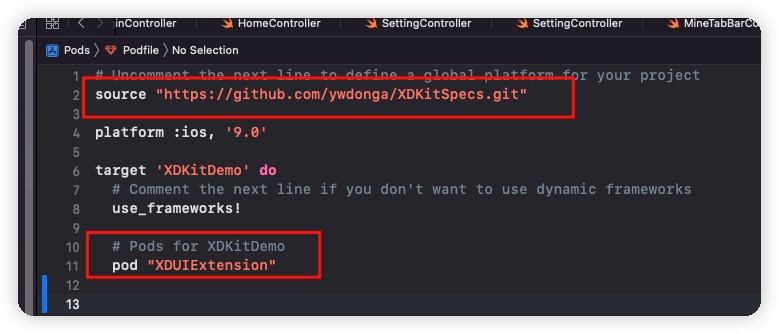 inController HomeController SettingController SettingController MineTabBarCo
Pods Podfile No Selection
1 # Uncomment the next line to define a global platform for your project
2 source "https://github.com/ywdonga/XDKitSpecs.git"
3
4 platform :ios, '9.0'
5
6 target 'XDKitDemo' do
7 # Comment the next line if you don't want to use dynamic frameworks
8 use_frameworks!
9
10 # Pods for XDKitDemo
11 pod "XDUIExtension"
12
13